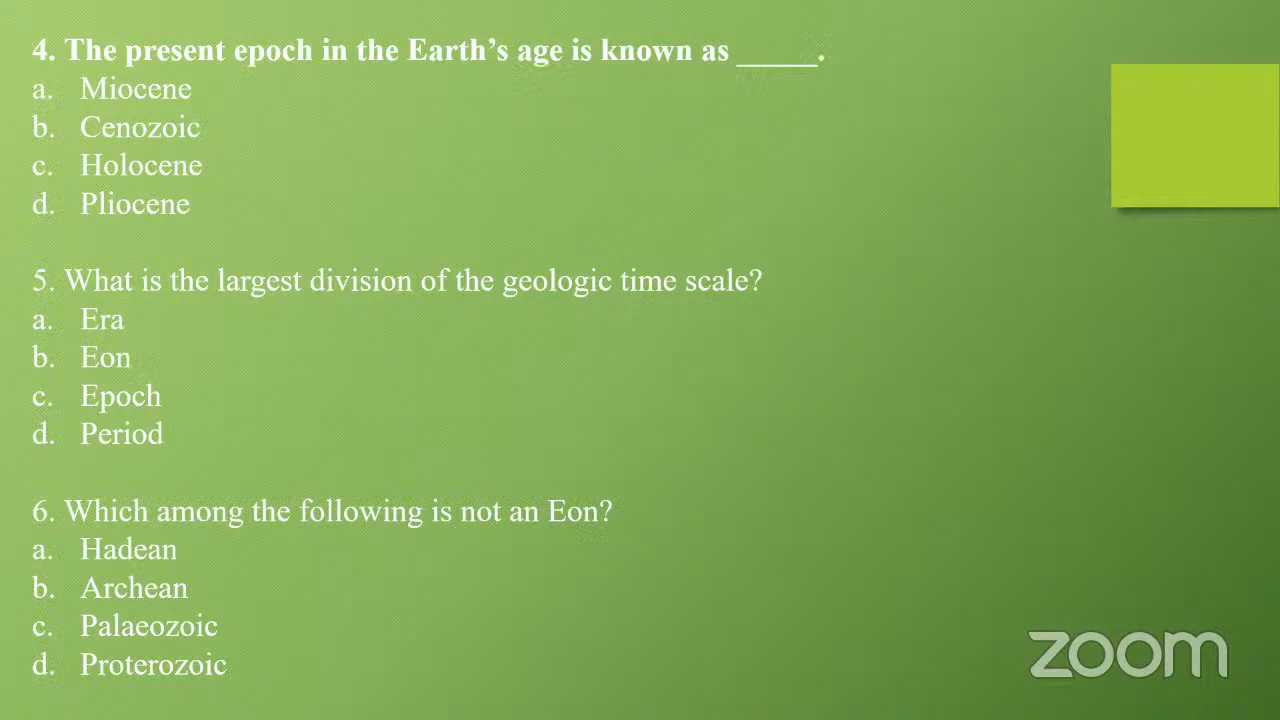 4. The present epoch in the Earth’s age is known as _____.
a. Miocene
b. Cenozoic
c. Holocene
d. Pliocene
5. What is the largest division of the geologic time scale?
a. Era
b. Eon
c. Epoch
d. Period
6. Which among the following is not an Eon?
a. Hadean
b. Archean
c. Palaeozoic
d. Proterozoic
zoom